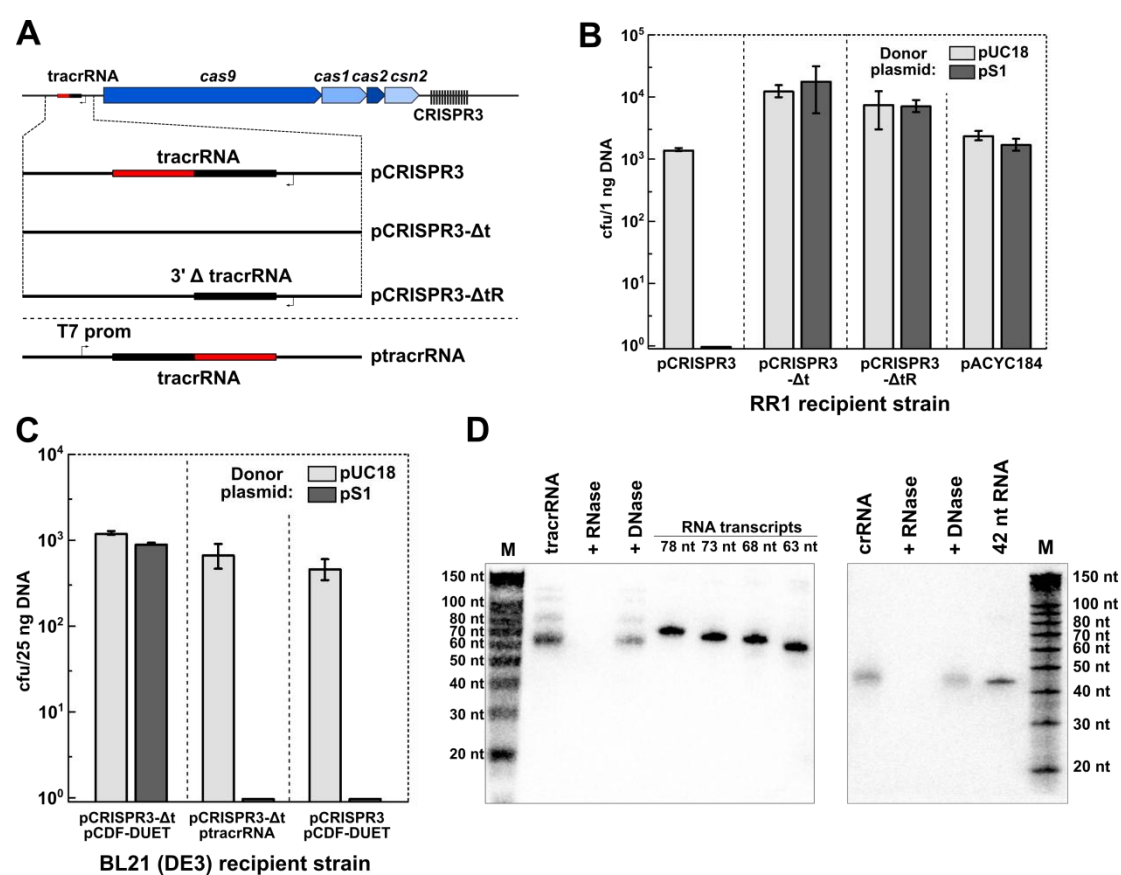 A
tracrRNA
cas9
cas1 cas2 csn2
CRISPR3
tracrRNA
pCRISPR3
pCRISPR3-Δt
3' Δ tracrRNA
pCRISPR3-ΔtR
T7 prom
ptracrRNA
tracrRNA
B
10^5
10^4
10^3
10^2
10^1
10^0
cfu/1 ng DNA
Donor plasmid:
pUC18
pS1
pCRISPR3
pCRISPR3
-Δt
pCRISPR3
-ΔtR
pACYC184
RR1 recipient strain
C
10^4
10^3
10^2
10^1
10^0
cfu/25 ng DNA
Donor plasmid:
pUC18
pS1
pCRISPR3-Δt
pCDF-DUET
pCRISPR3-Δt
ptracrRNA
pCRISPR3
pCDF-DUET
BL21 (DE3) recipient strain
D
M
tracrRNA
+ RNase
+ DNase
RNA transcripts
78 nt 73 nt 68 nt 63 nt
150 nt
100 nt
80 nt
70 nt
60 nt
50 nt
40 nt
30 nt
20 nt
crRNA
+ RNase
+ DNase
42 nt RNA
M
150 nt
100 nt
80 nt
70 nt
60 nt
50 nt
40 nt
30 nt
20 nt